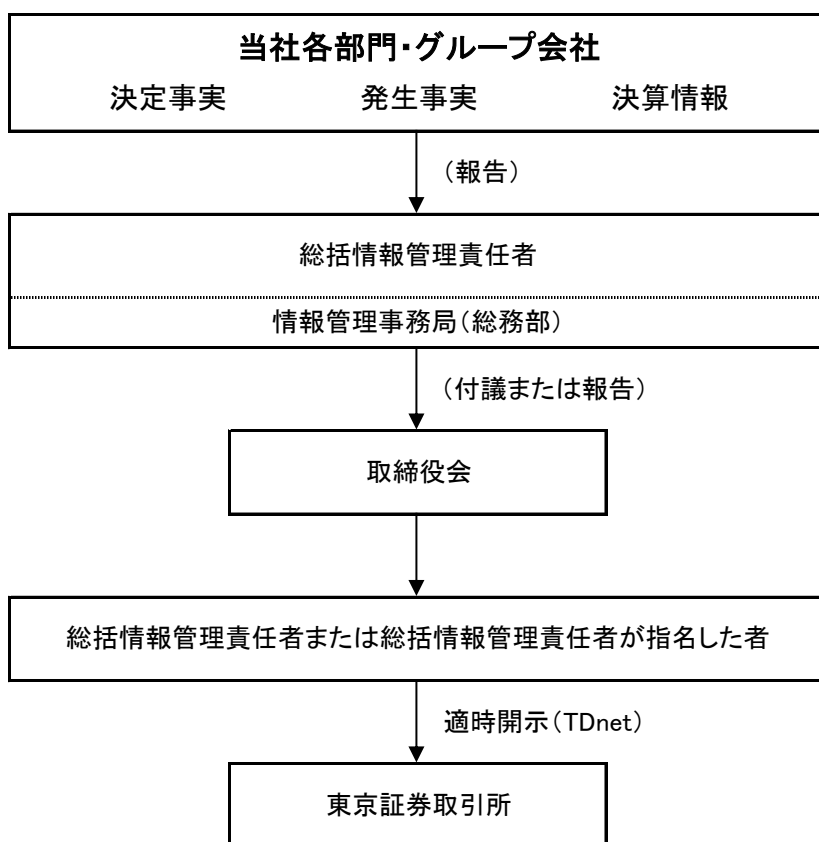 当社各部門・グループ会社
決定事実 発生事実 決算情報
（報告）
総括情報管理責任者
情報管理事務局（総務部）
（付議または報告）
取締役会
総括情報管理責任者または総括情報管理責任者が指名した者
適時開示（TDnet）
東京証券取引所